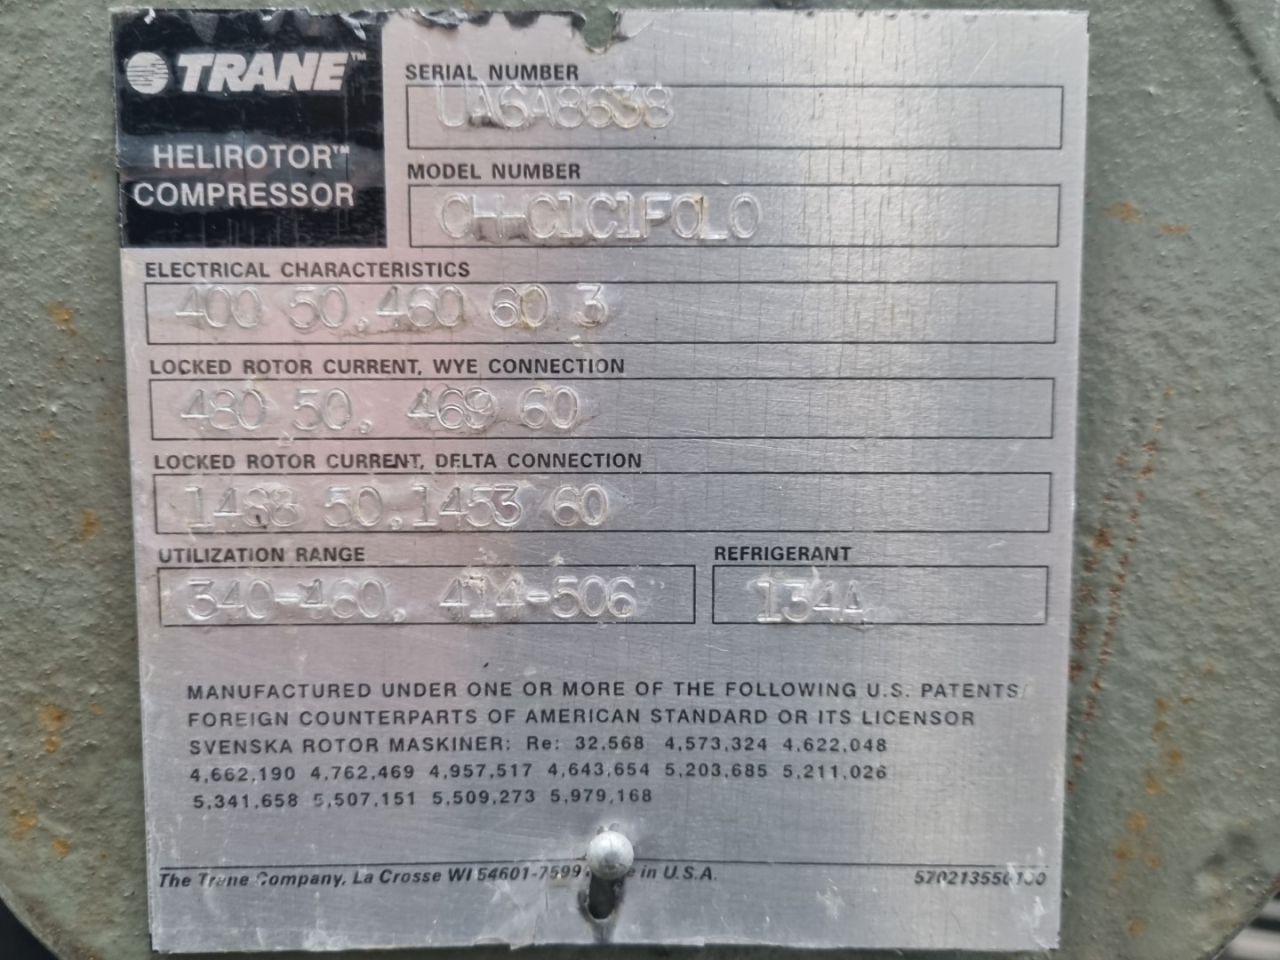 TRANE™
HELIROTOR™
COMPRESSOR
SERIAL NUMBER
UA6A8638
MODEL NUMBER
CHHC1C1F0L0
ELECTRICAL CHARACTERISTICS
400 50, 460 60 3
LOCKED ROTOR CURRENT, WYE CONNECTION
480 50, 469 60
LOCKED ROTOR CURRENT, DELTA CONNECTION
1488 50, 1453 60
UTILIZATION RANGE
340-460, 414-506
REFRIGERANT
134A
MANUFACTURED UNDER ONE OR MORE OF THE FOLLOWING U.S. PATENTS/
FOREIGN COUNTERPARTS OF AMERICAN STANDARD OR ITS LICENSOR
SVENSKA ROTOR MASKINER: Re: 32,568 4,573,324 4,622,048
4,662,190 4,762,469 4,957,517 4,643,654 5,203,685 5,211,026
5,341,658 5,507,151 5,509,273 5,979,168
The Trane Company, La Crosse WI 54601-7599 in U.S.A.